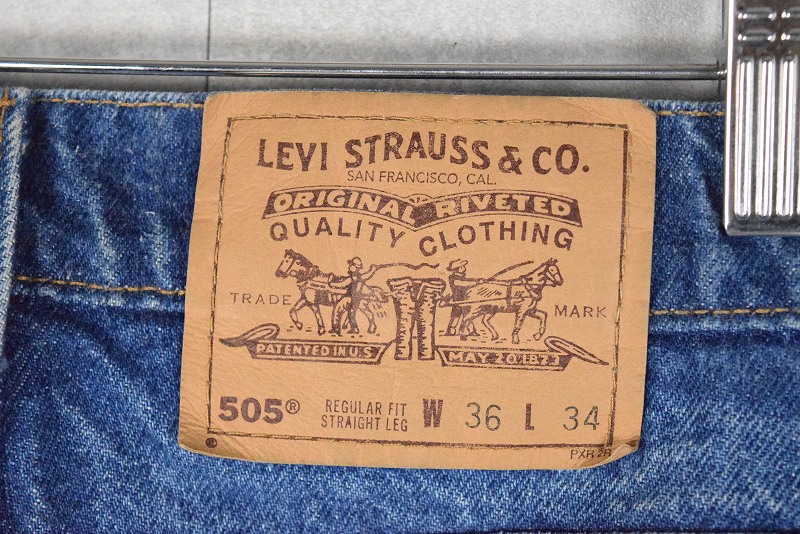 LEVI STRAUSS & CO.
SAN FRANCISCO, CAL.
ORIGINAL RIVETED
QUALITY CLOTHING
TRADE MARK
PATENTED IN U.S. MAY 20 1873
505® REGULAR FIT W 36 L 34
STRAIGHT LEG